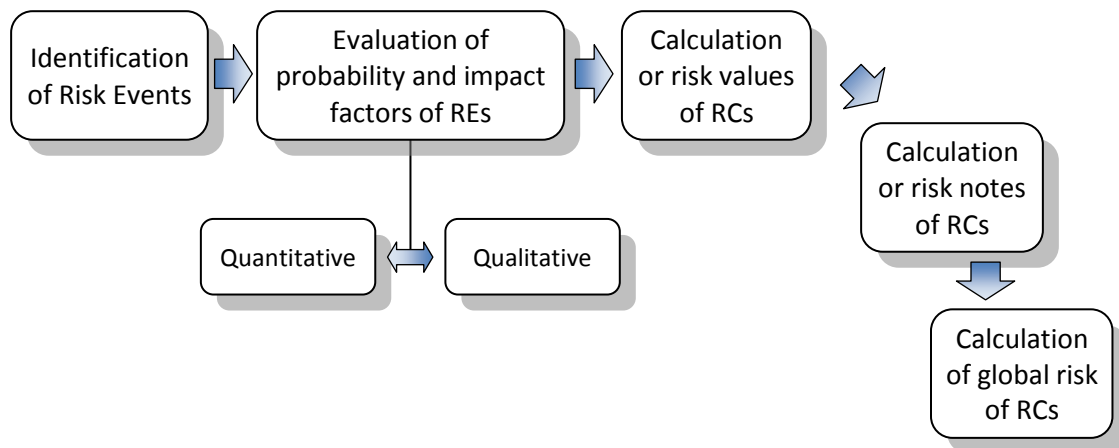 Identification
of Risk Events
Evaluation of
probability and impact
factors of REs
Calculation
or risk values
of RCs
Calculation
or risk notes
of RCs
Quantitative
Qualitative
Calculation
of global risk
of RCs